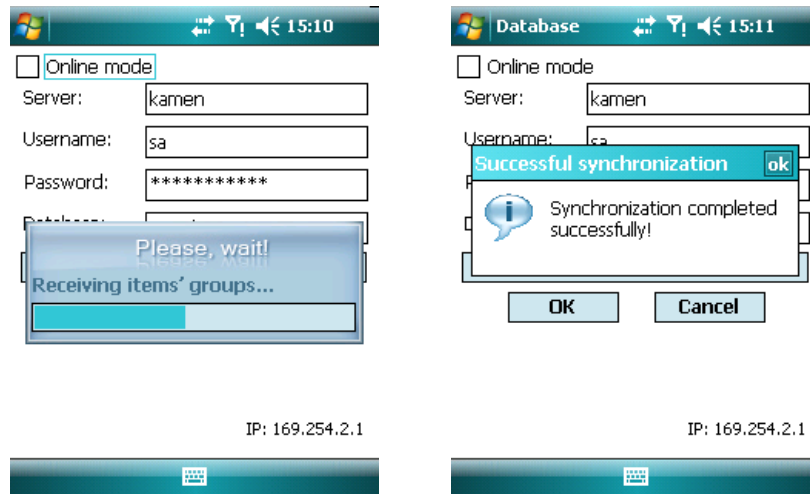 15:10
Online mode
Server: kamen
Username: sa
Password: ***********
Please, wait!
Receiving items' groups...
IP: 169.254.2.1
Database 15:11
Online mode
Server: kamen
Username: sa
Successful synchronization ok
Synchronization completed
successfully!
OK Cancel
IP: 169.254.2.1